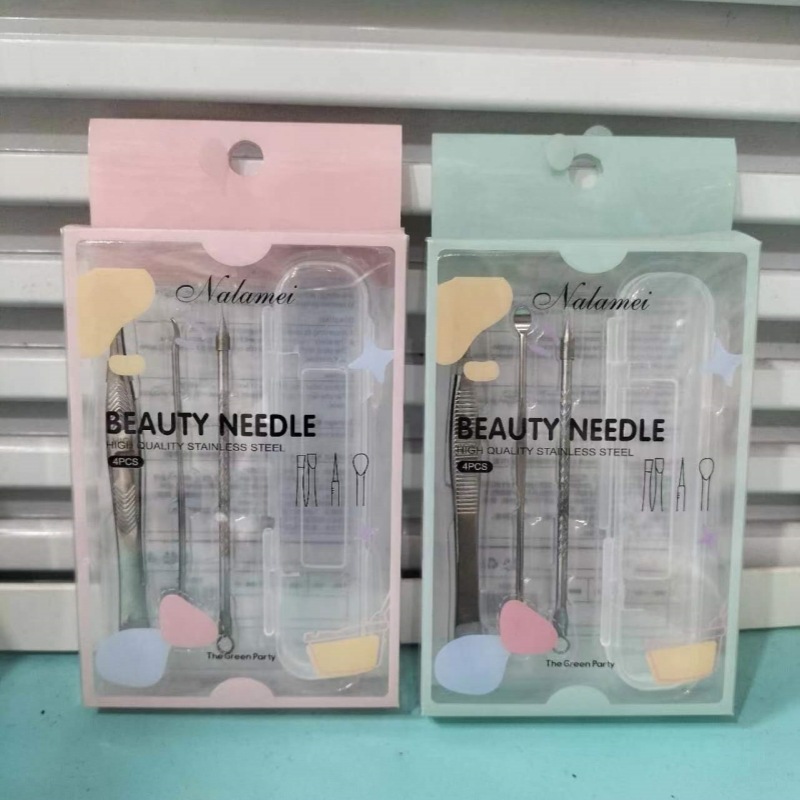 Nalamei
BEAUTY NEEDLE
HIGH QUALITY STAINLESS STEEL
4PCS
The Green Party
Nalamei
BEAUTY NEEDLE
HIGH QUALITY STAINLESS STEEL
4PCS
The Green Party